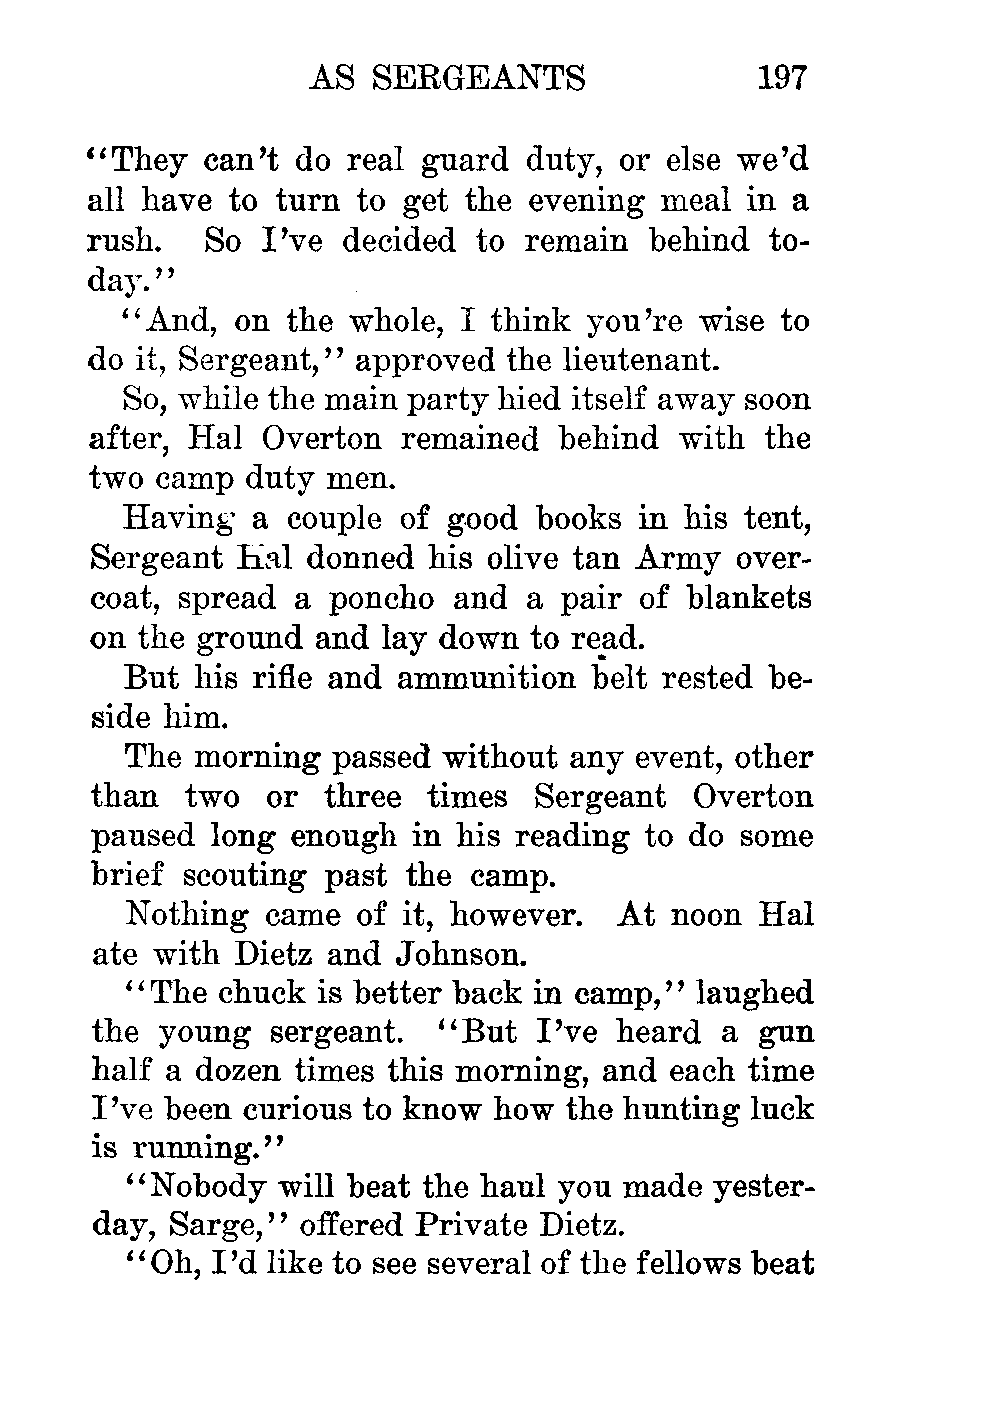 AS SERGEANTS 197
“They can’t do real guard duty, or else we’d
all have to turn to get the evening meal in a
rush. So I’ve decided to remain behind to-
day.”
“And, on the whole, I think you’re wise to
do it, Sergeant,” approved the lieutenant.
So, while the main party hied itself away soon
after, Hal Overton remained behind with the
two camp duty men.
Having a couple of good books in his tent,
Sergeant Hal donned his olive tan Army over-
coat, spread a poncho and a pair of blankets
on the ground and lay down to read.
But his rifle and ammunition belt rested be-
side him.
The morning passed without any event, other
than two or three times Sergeant Overton
paused long enough in his reading to do some
brief scouting past the camp.
Nothing came of it, however. At noon Hal
ate with Dietz and Johnson.
“The chuck is better back in camp,” laughed
the young sergeant. “But I’ve heard a gun
half a dozen times this morning, and each time
I’ve been curious to know how the hunting luck
is running.”
“Nobody will beat the haul you made yester-
day, Sarge,” offered Private Dietz.
“Oh, I’d like to see several of the fellows beat